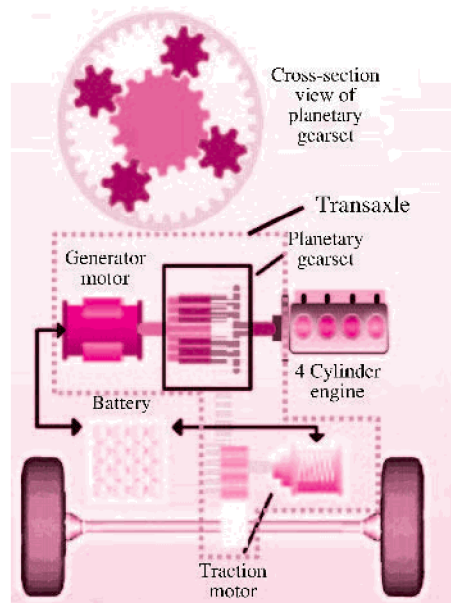 Cross-section
view of
planetary
gearset
Transaxle
Planetary
gearset
Generator
motor
4 Cylinder
engine
Battery
Traction
motor